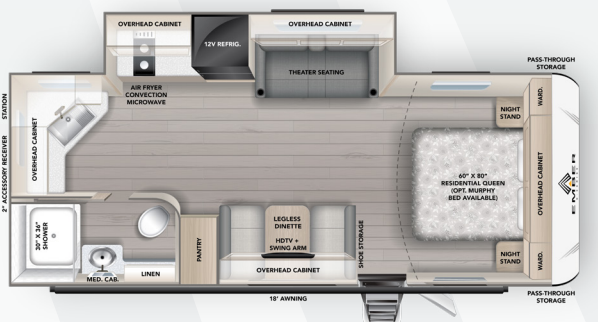 OVERHEAD CABINET
12V REFRIG.
OVERHEAD CABINET
THEATER SEATING
AIR FRYER
CONVECTION
MICROWAVE
PASS-THROUGH
STORAGE
WARD.
NIGHT
STAND
STATION
2" ACCESSORY RECEIVER
OVERHEAD CABINET
60" X 80"
RESIDENTIAL QUEEN
(OPT. MURPHY
BED AVAILABLE)
OVERHEAD CABINET
EMBER
30" X 36"
SHOWER
MED. CAB.
LINEN
PANTRY
LEGLESS
DINETTE
HDTV +
SWING ARM
OVERHEAD CABINET
SHOE STORAGE
NIGHT
STAND
WARD.
18' AWNING
PASS-THROUGH
STORAGE